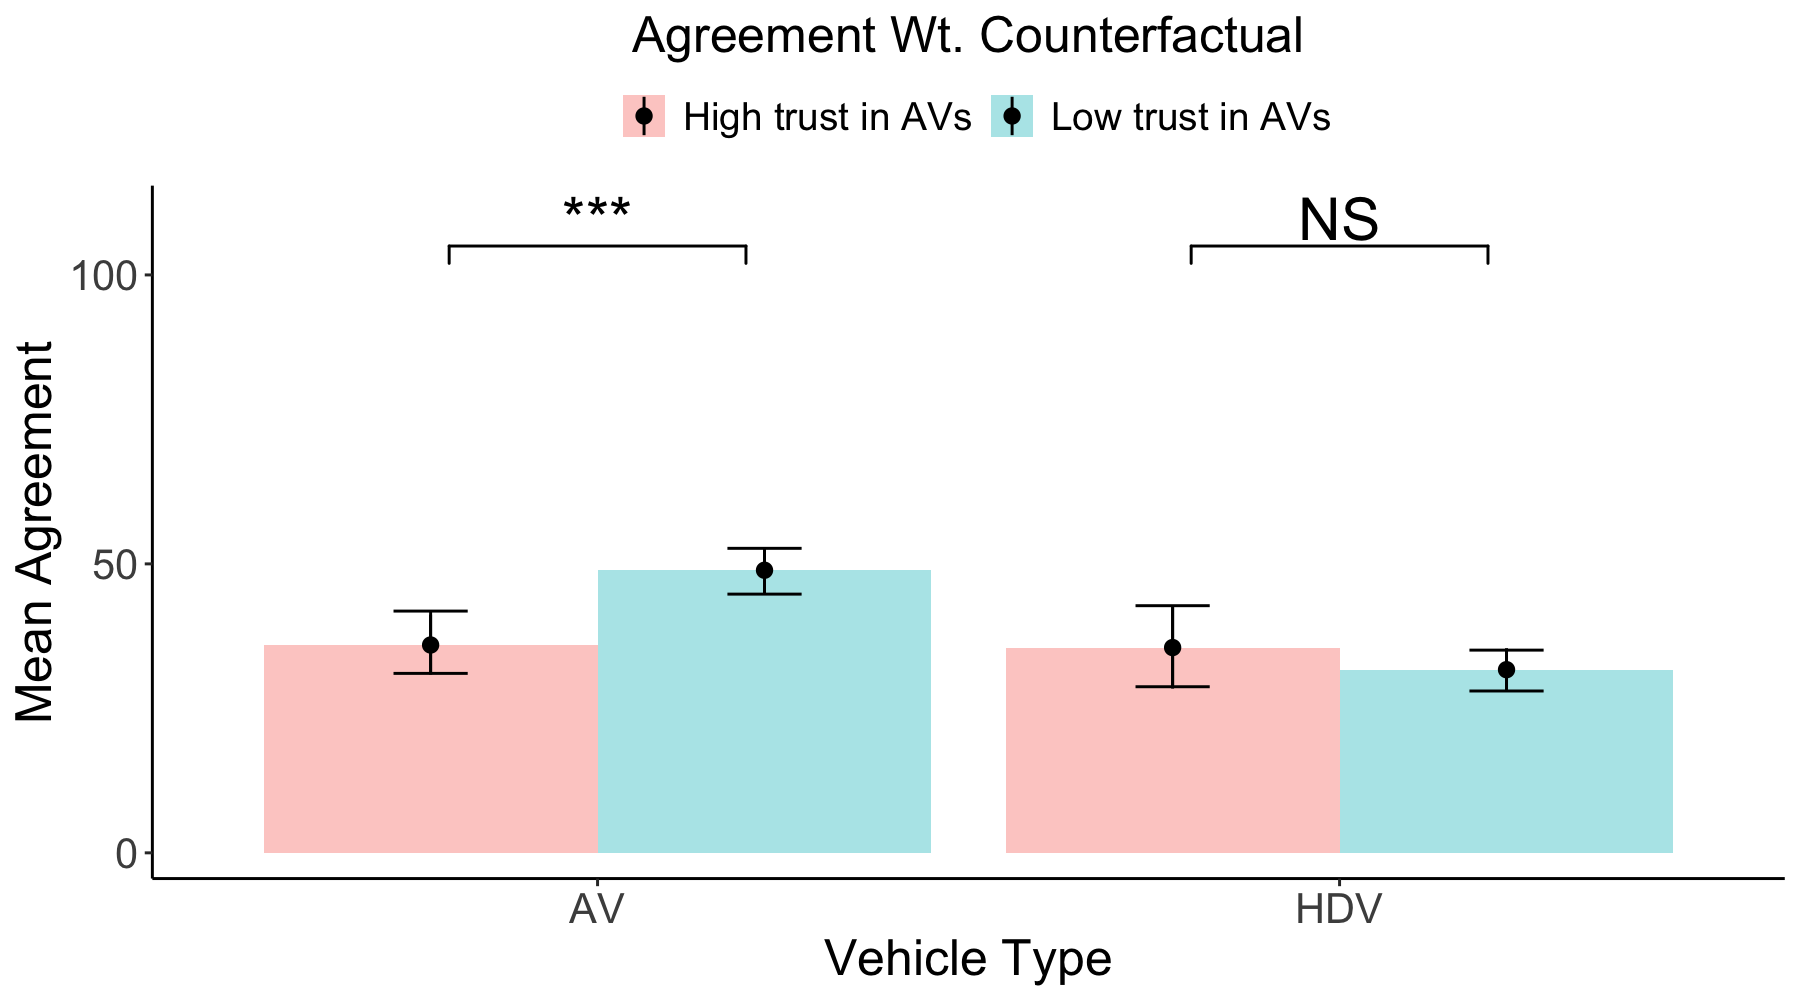 Agreement Wt. Counterfactual
High trust in AVs Low trust in AVs
*** NS
100
50
0
Mean Agreement
AV HDV
Vehicle Type